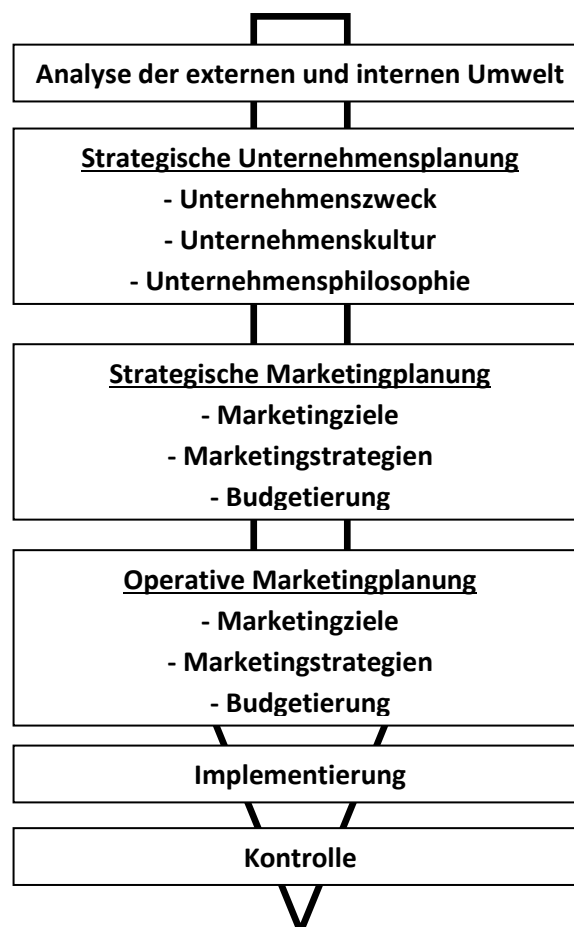 Analyse der externen und internen Umwelt
Strategische Unternehmensplanung
- Unternehmenszweck
- Unternehmenskultur
- Unternehmensphilosophie
Strategische Marketingplanung
- Marketingziele
- Marketingstrategien
- Budgetierung
Operative Marketingplanung
- Marketingziele
- Marketingstrategien
- Budgetierung
Implementierung
Kontrolle